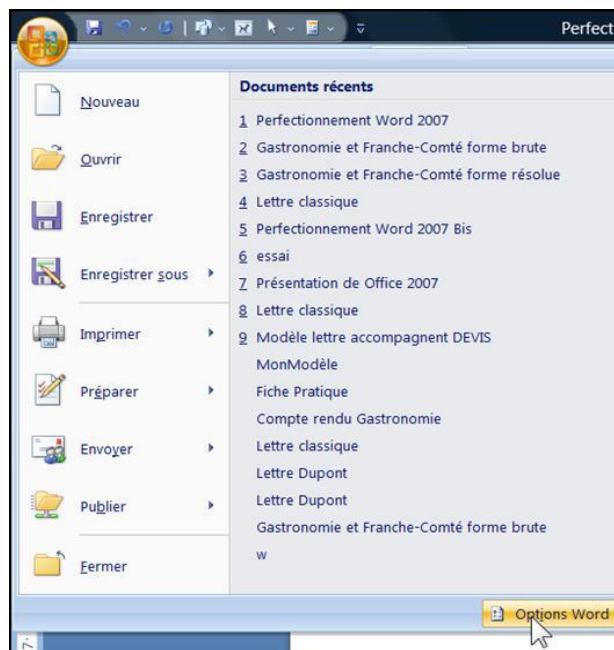 Perfect
Nouveau
Ouvrir
Enregistrer
Enregistrer sous
Imprimer
Préparer
Envoyer
Publier
Fermer
Documents récents
1 Perfectionnement Word 2007
2 Gastronomie et Franche-Comté forme brute
3 Gastronomie et Franche-Comté forme résolue
4 Lettre classique
5 Perfectionnement Word 2007 Bis
6 essai
7 Présentation de Office 2007
8 Lettre classique
9 Modèle lettre accompagnent DEVIS
MonModèle
Fiche Pratique
Compte rendu Gastronomie
Lettre classique
Lettre Dupont
Lettre Dupont
Gastronomie et Franche-Comté forme brute
w
Options Word